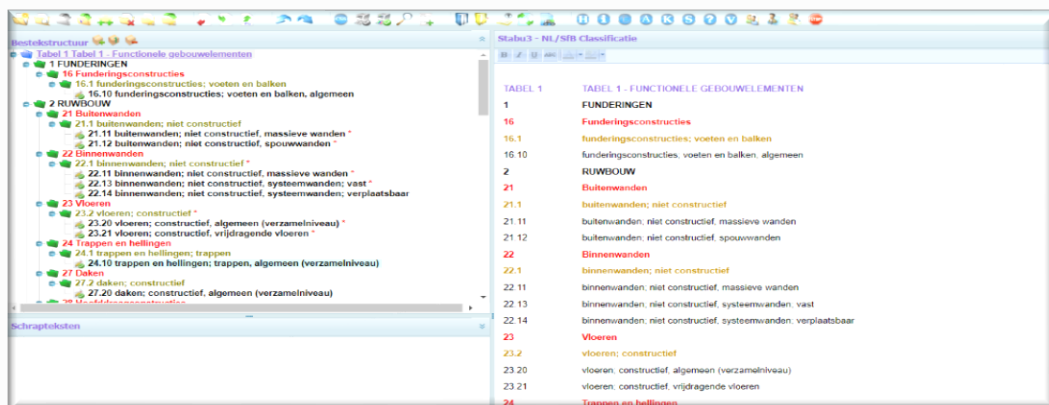 Bestekstructuur
Tabel 1 Tabel 1 - Functionele gebouwelementen
1 FUNDERINGEN
16 Funderingsconstructies
16.1 funderingsconstructies; voeten en balken
16.10 funderingsconstructies; voeten en balken, algemeen
2 RUWBOUW
21 Buitenwanden
21.1 buitenwanden; niet constructief
21.11 buitenwanden; niet constructief, massieve wanden *
21.12 buitenwanden; niet constructief, spouwwanden *
22 Binnenwanden
22.1 binnenwanden; niet constructief *
22.11 binnenwanden; niet constructief, massieve wanden *
22.13 binnenwanden; niet constructief, systeemwanden; vast *
22.14 binnenwanden; niet constructief, systeemwanden; verplaatsbaar
23 Vloeren
23.2 vloeren; constructief *
23.20 vloeren; constructief, algemeen (verzamelniveau) *
23.21 vloeren; constructief, vrijdragende vloeren *
24 Trappen en hellingen
24.1 trappen en hellingen; trappen
24.10 trappen en hellingen; trappen, algemeen (verzamelniveau)
27 Daken
27.2 daken; constructief
27.20 daken; constructief, algemeen (verzamelniveau)
Schrapteksten
Stabu3 - NL/SfB Classificatie
B I U ABC
TABEL 1 TABEL 1 - FUNCTIONELE GEBOUWELEMENTEN
1 FUNDERINGEN
16 Funderingsconstructies
16.1 funderingsconstructies; voeten en balken
16.10 funderingsconstructies; voeten en balken, algemeen
2 RUWBOUW
21 Buitenwanden
21.1 buitenwanden; niet constructief
21.11 buitenwanden; niet constructief, massieve wanden
21.12 buitenwanden; niet constructief, spouwwanden
22 Binnenwanden
22.1 binnenwanden; niet constructief
22.11 binnenwanden; niet constructief, massieve wanden
22.13 binnenwanden; niet constructief, systeemwanden; vast
22.14 binnenwanden; niet constructief, systeemwanden; verplaatsbaar
23 Vloeren
23.2 vloeren; constructief
23.20 vloeren; constructief, algemeen (verzamelniveau)
23.21 vloeren; constructief, vrijdragende vloeren
24 Trappen en hellingen